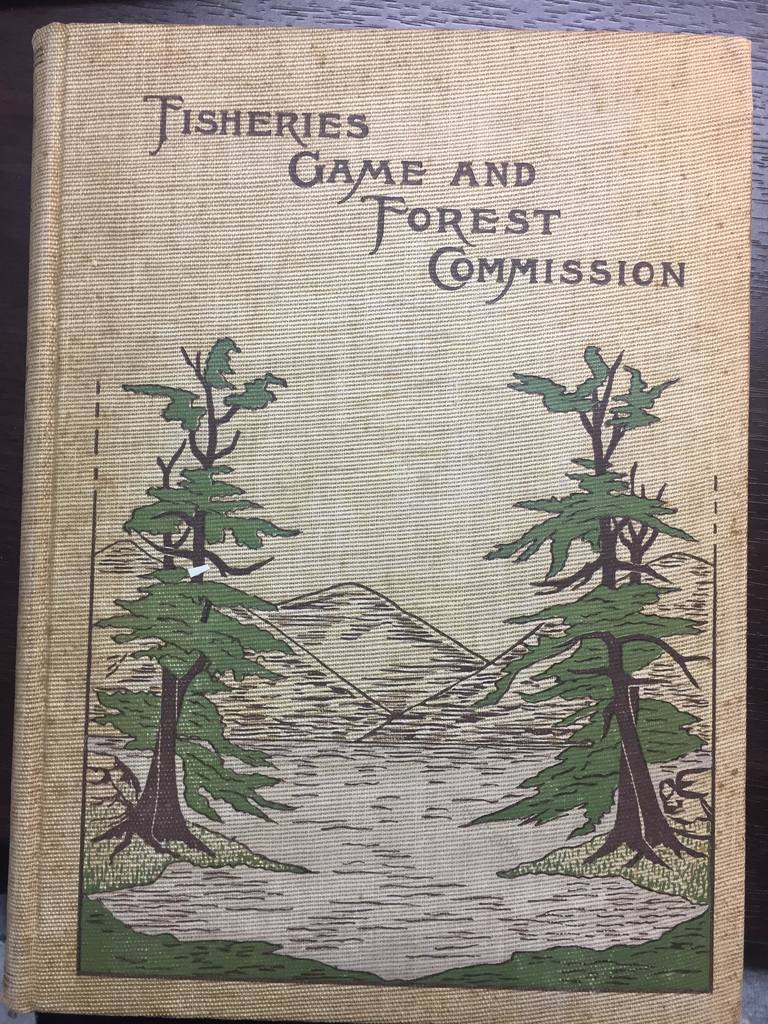 FISHERIES
GAME AND
FOREST
COMMISSION